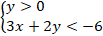 y > 0
3x + 2y < −6